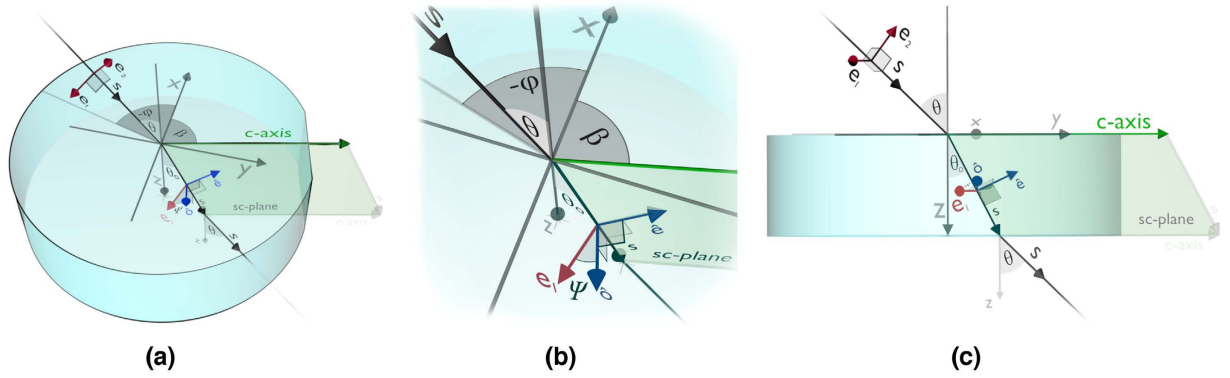 e₂
s
e₁
x
-φ
θ
β
c-axis
y
θ₀
z
ê
e₁
Ψ
ô
s
sc-plane
c-axis
s
z
θ
s
(a)
s
x
-φ
θ
β
θ₀
z
ê
s
sc-plane
e₁
Ψ
ô
(b)
e₂
e₁
s
θ
x
y
c-axis
θ₀
ô
ê
e₁
s
z
sc-plane
c-axis
s
θ
s
z
(c)